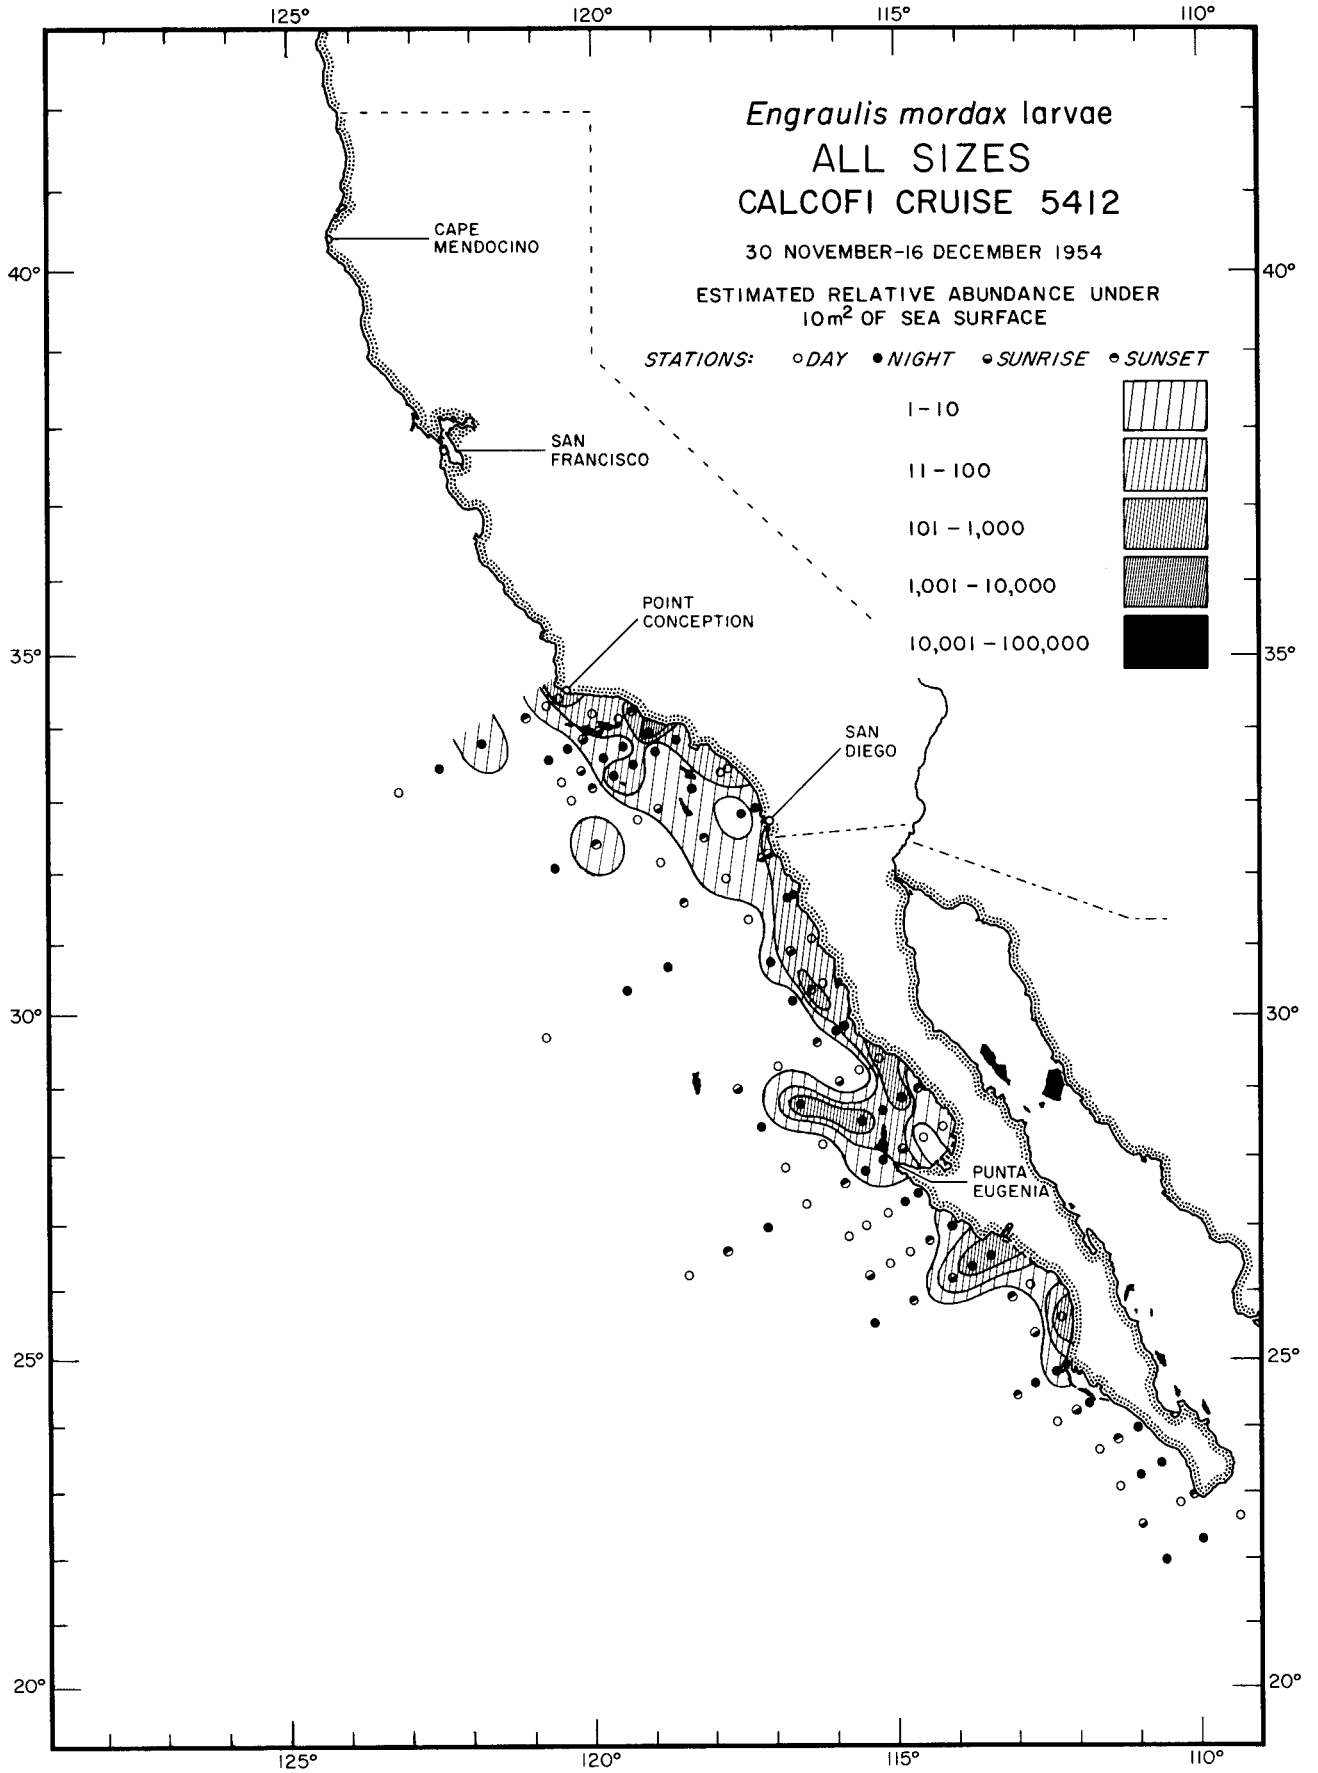 125° 120° 115° 110°
Engraulis mordax larvae
ALL SIZES
CALCOFI CRUISE 5412
30 NOVEMBER–16 DECEMBER 1954
ESTIMATED RELATIVE ABUNDANCE UNDER
10m² OF SEA SURFACE
STATIONS: DAY NIGHT SUNRISE SUNSET
1–10
11–100
101–1,000
1,001–10,000
10,001–100,000
CAPE
MENDOCINO
40° 40°
SAN
FRANCISCO
POINT
CONCEPTION
35° 35°
SAN
DIEGO
30° 30°
PUNTA
EUGENIA
25° 25°
20° 20°
125° 120° 115° 110°